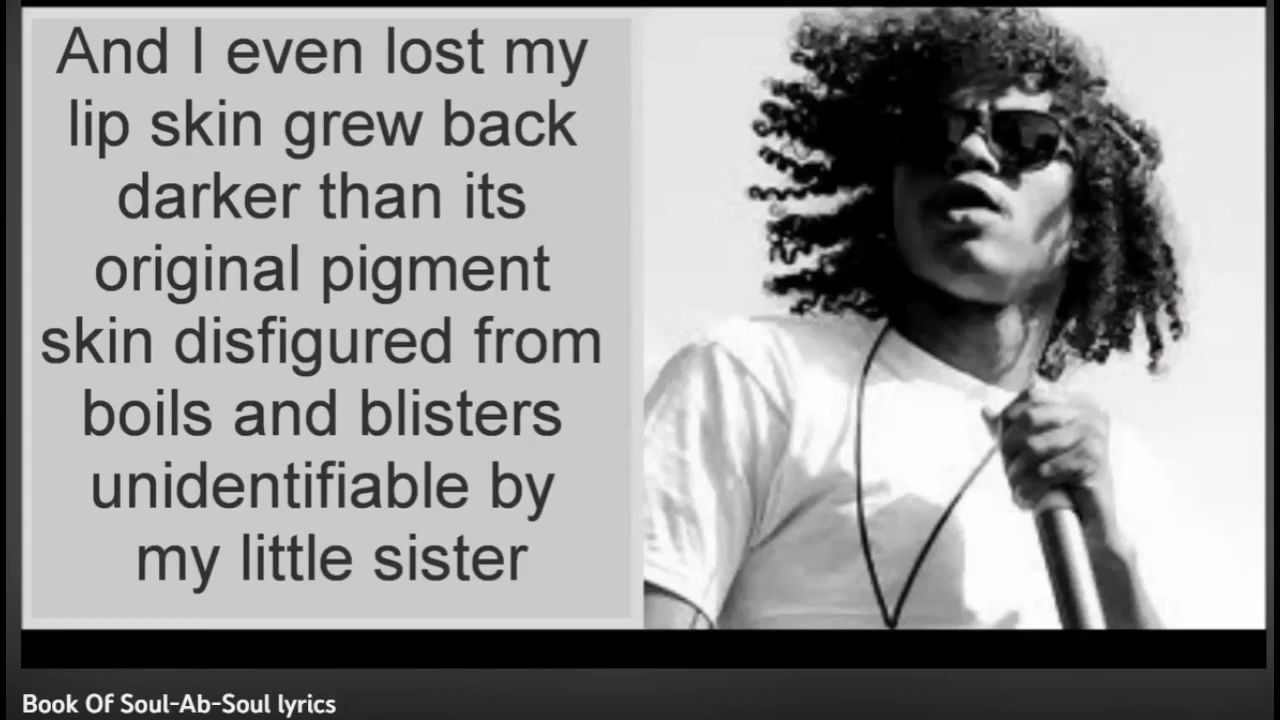 And I even lost my
lip skin grew back
darker than its
original pigment
skin disfigured from
boils and blisters
unidentifiable by
my little sister
Book Of Soul-Ab-Soul lyrics